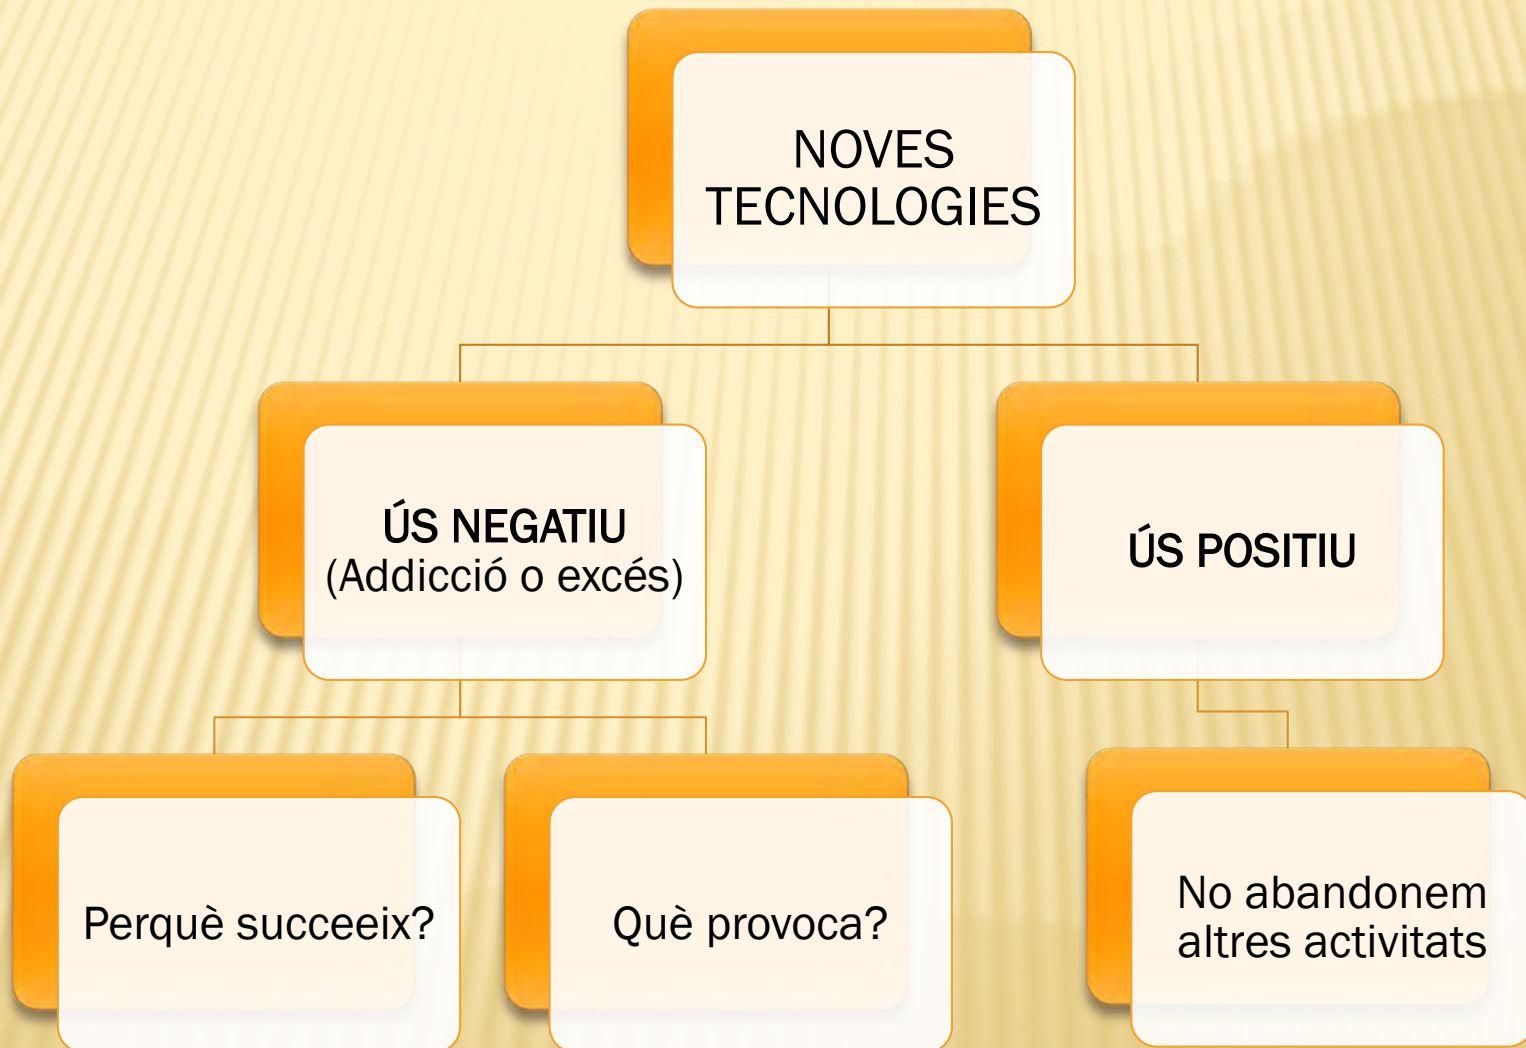 NOVES
TECNOLOGIES
ÚS NEGATIU
(Addicció o excés)
ÚS POSITIU
Perquè succeeix?
Què provoca?
No abandonem
altres activitats